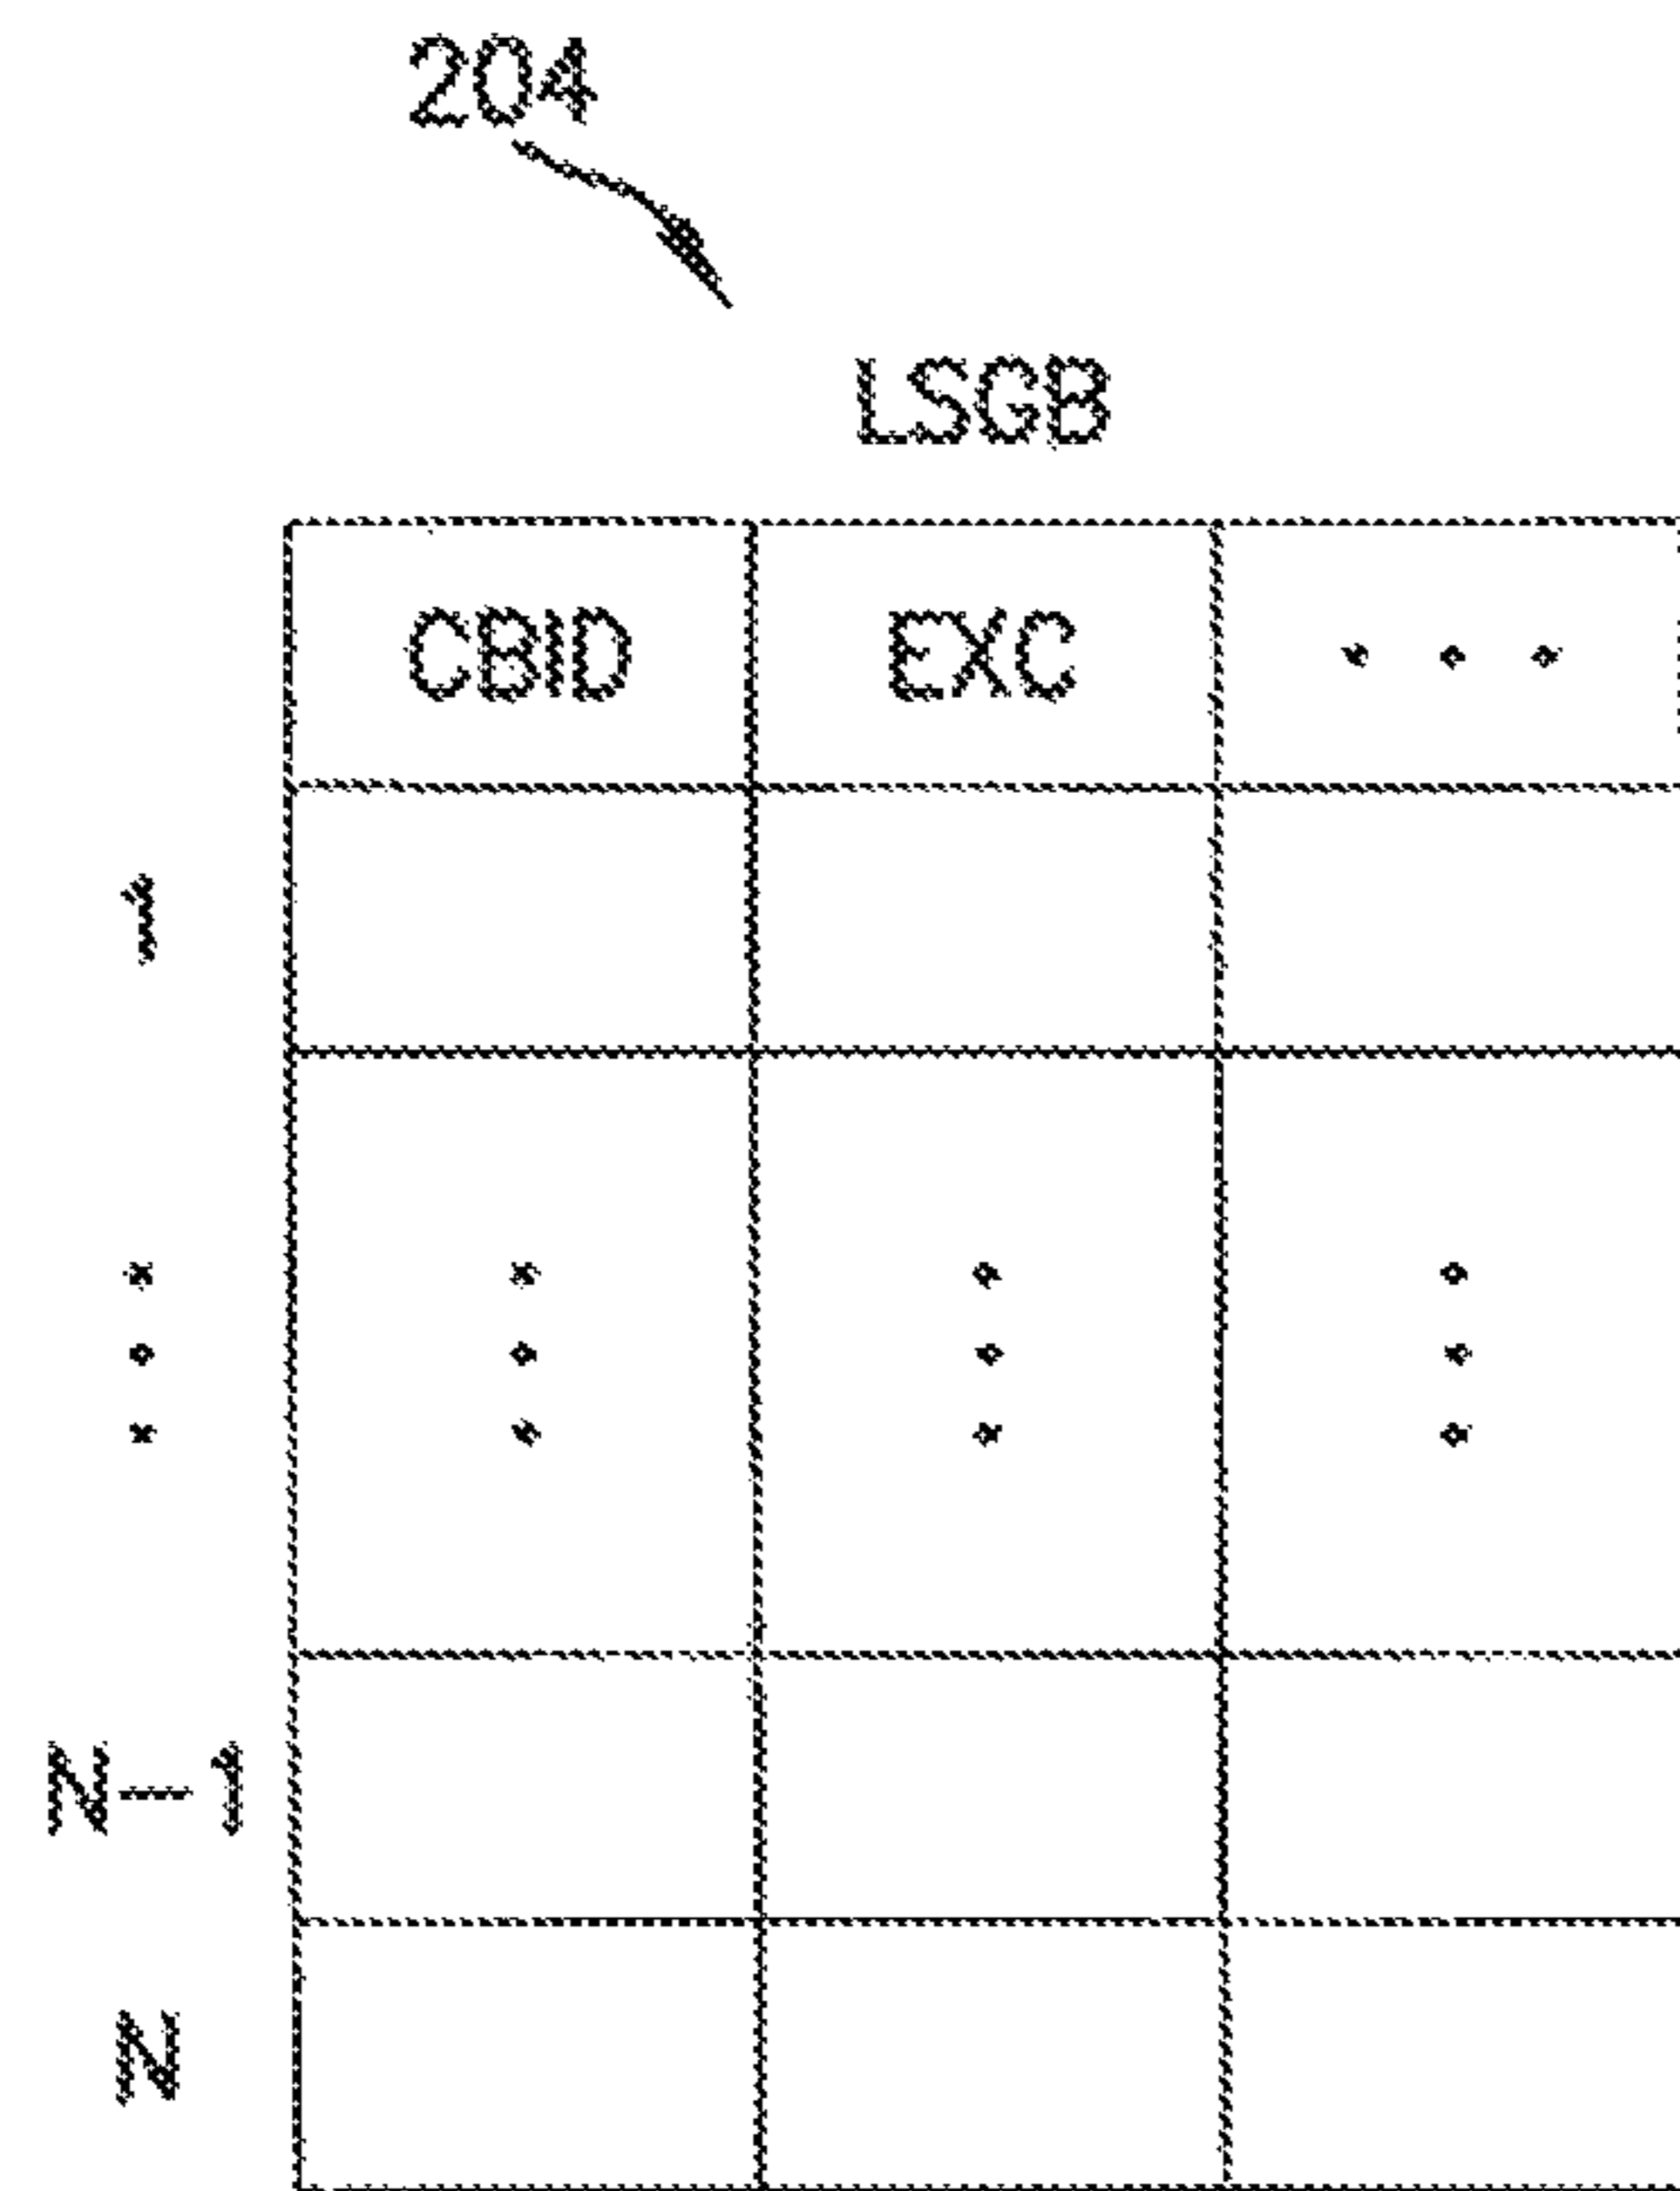 204
LSGB
CBID EXC . . .
1
N-1
N